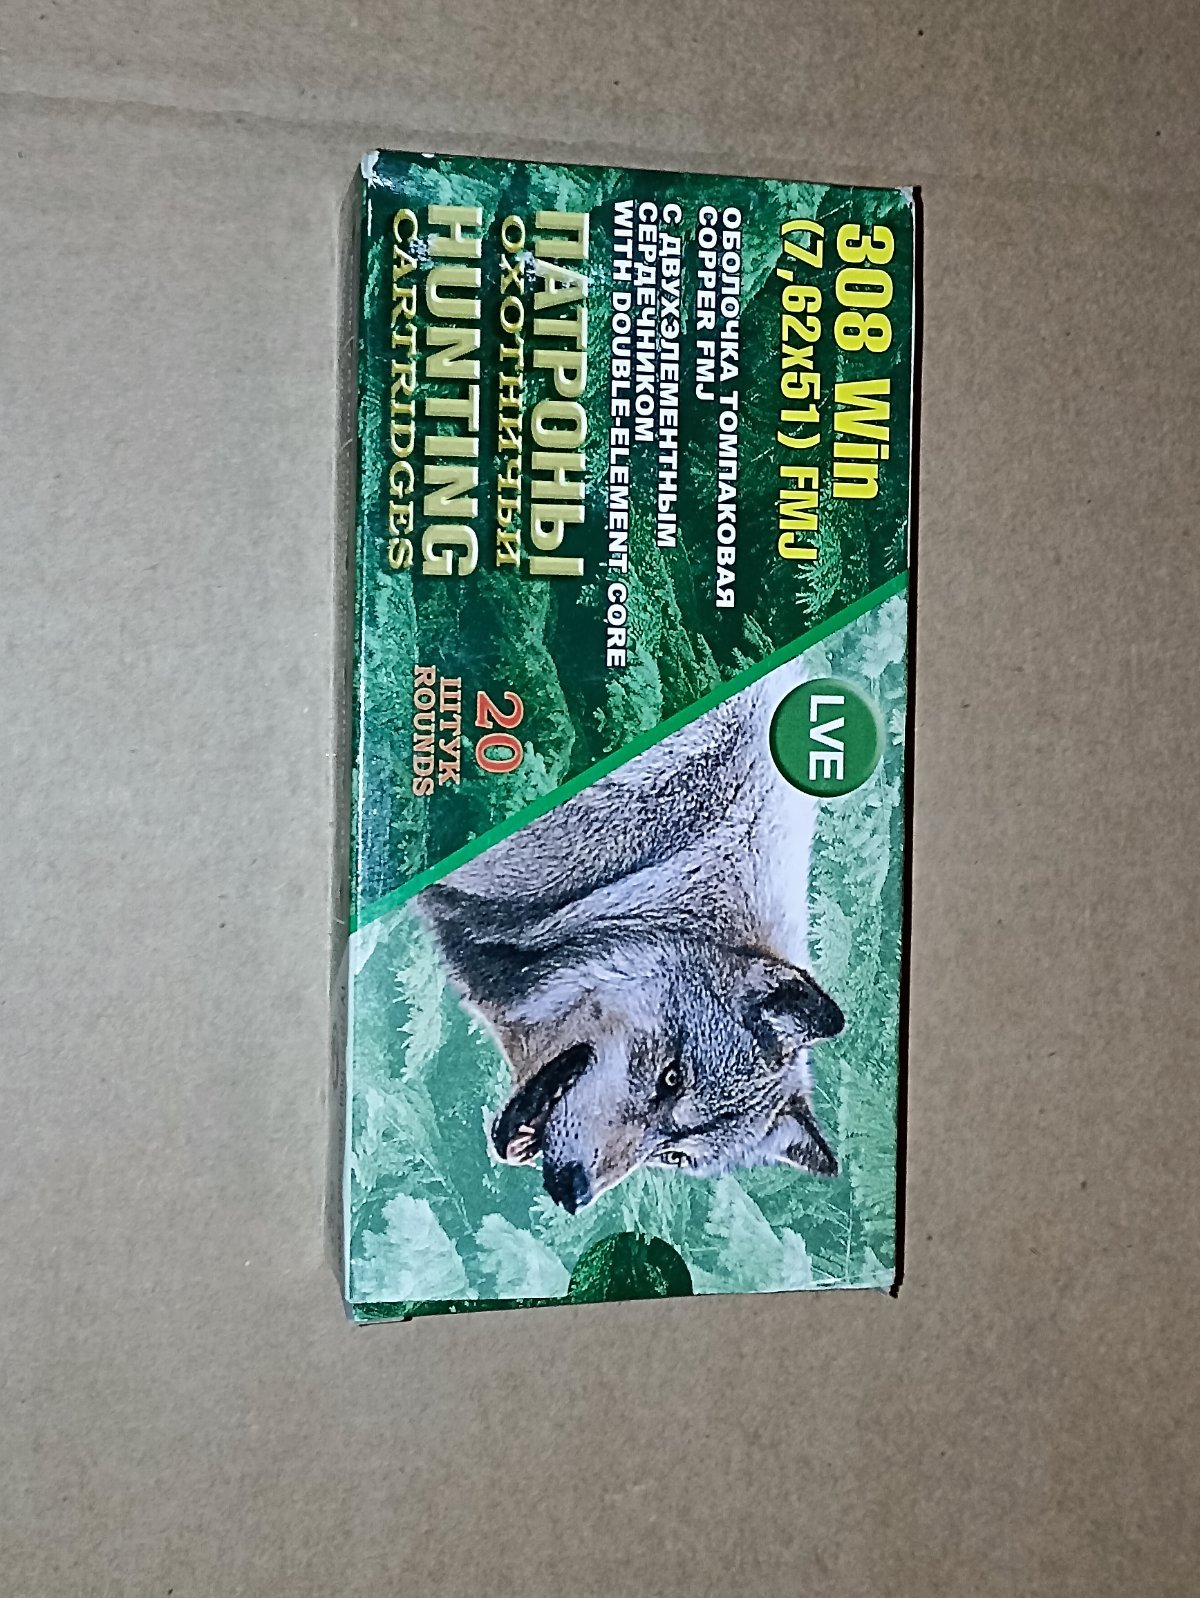 308 Win
(7,62x51) FMJ
ОБОЛОЧКА ТОМПАКОВАЯ
COPPER FMJ
С ДВУХЭЛЕМЕНТНЫМ
СЕРДЕЧНИКОМ
WITH DOUBLE-ELEMENT CORE
ПАТРОНЫ
ОХОТНИЧЬИ
HUNTING
CARTRIDGES
20
ШТУК
ROUNDS
LVE